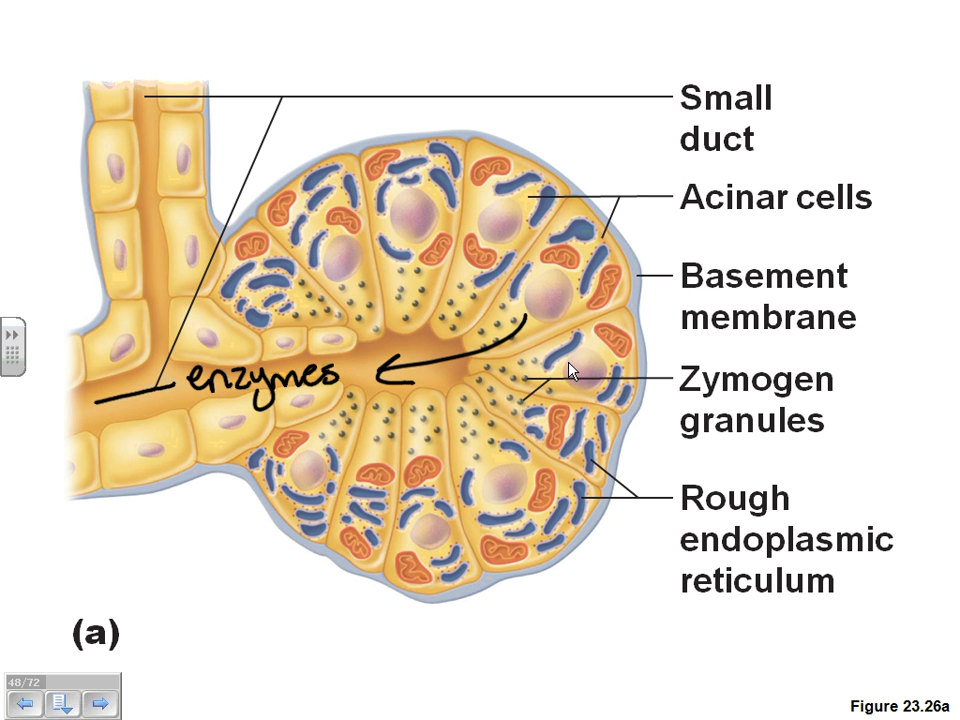 Small
duct
Acinar cells
Basement
membrane
enzymes
Zymogen
granules
Rough
endoplasmic
reticulum
(a)
48/72
Figure 23.26a